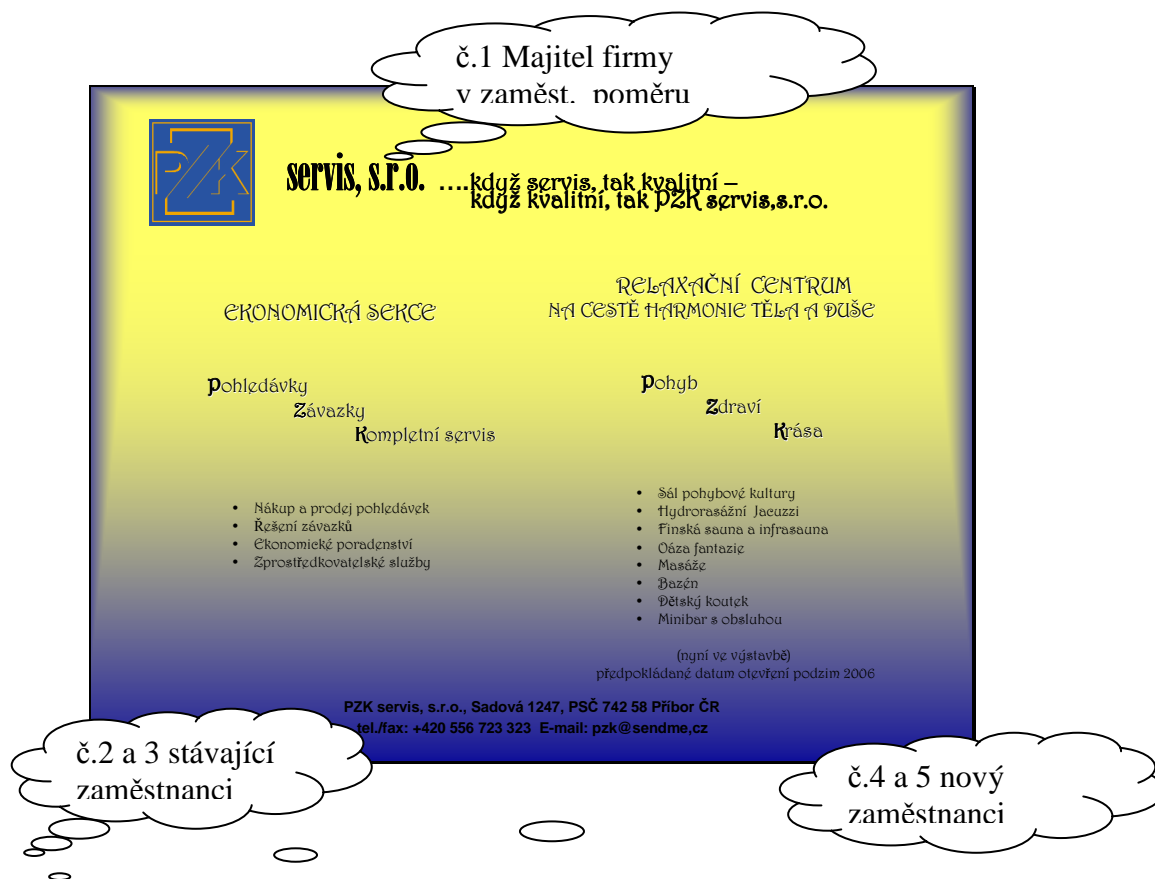 č.1 Majitel firmy
v zaměst. poměru
PZK
servis, s.r.o. ....když servis, tak kvalitní –
když kvalitní, tak PZK servis,s.r.o.
EKONOMICKÁ SEKCE
RELAXAČNÍ CENTRUM
NA CESTĚ HARMONIE TĚLA A DUŠE
Pohledávky
Závazky
Kompletní servis
Pohyb
Zdraví
Krása
• Nákup a prodej pohledávek
• Řešení závazků
• Ekonomické poradenství
• Zprostředkovatelské služby
• Sál pohybové kultury
• Hydrorasážní Jacuzzi
• Finská sauna a infrasauna
• Oáza fantazie
• Masáže
• Bazén
• Dětský koutek
• Minibar s obsluhou
(nyní ve výstavbě)
předpokládané datum otevření podzim 2006
PZK servis, s.r.o., Sadová 1247, PSČ 742 58 Příbor ČR
tel./fax: +420 556 723 323 E-mail: pzk@sendme,cz
č.2 a 3 stávající
zaměstnanci
č.4 a 5 nový
zaměstnanci